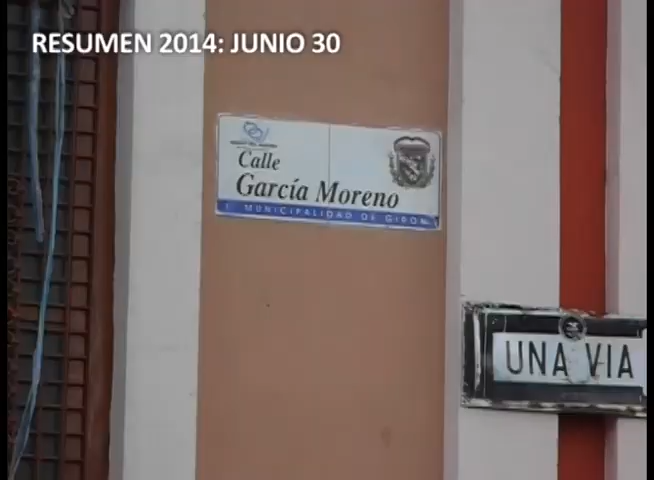 RESUMEN 2014: JUNIO 30
Calle
García Moreno
I. MUNICIPALIDAD DE GIRON
UNA VIA